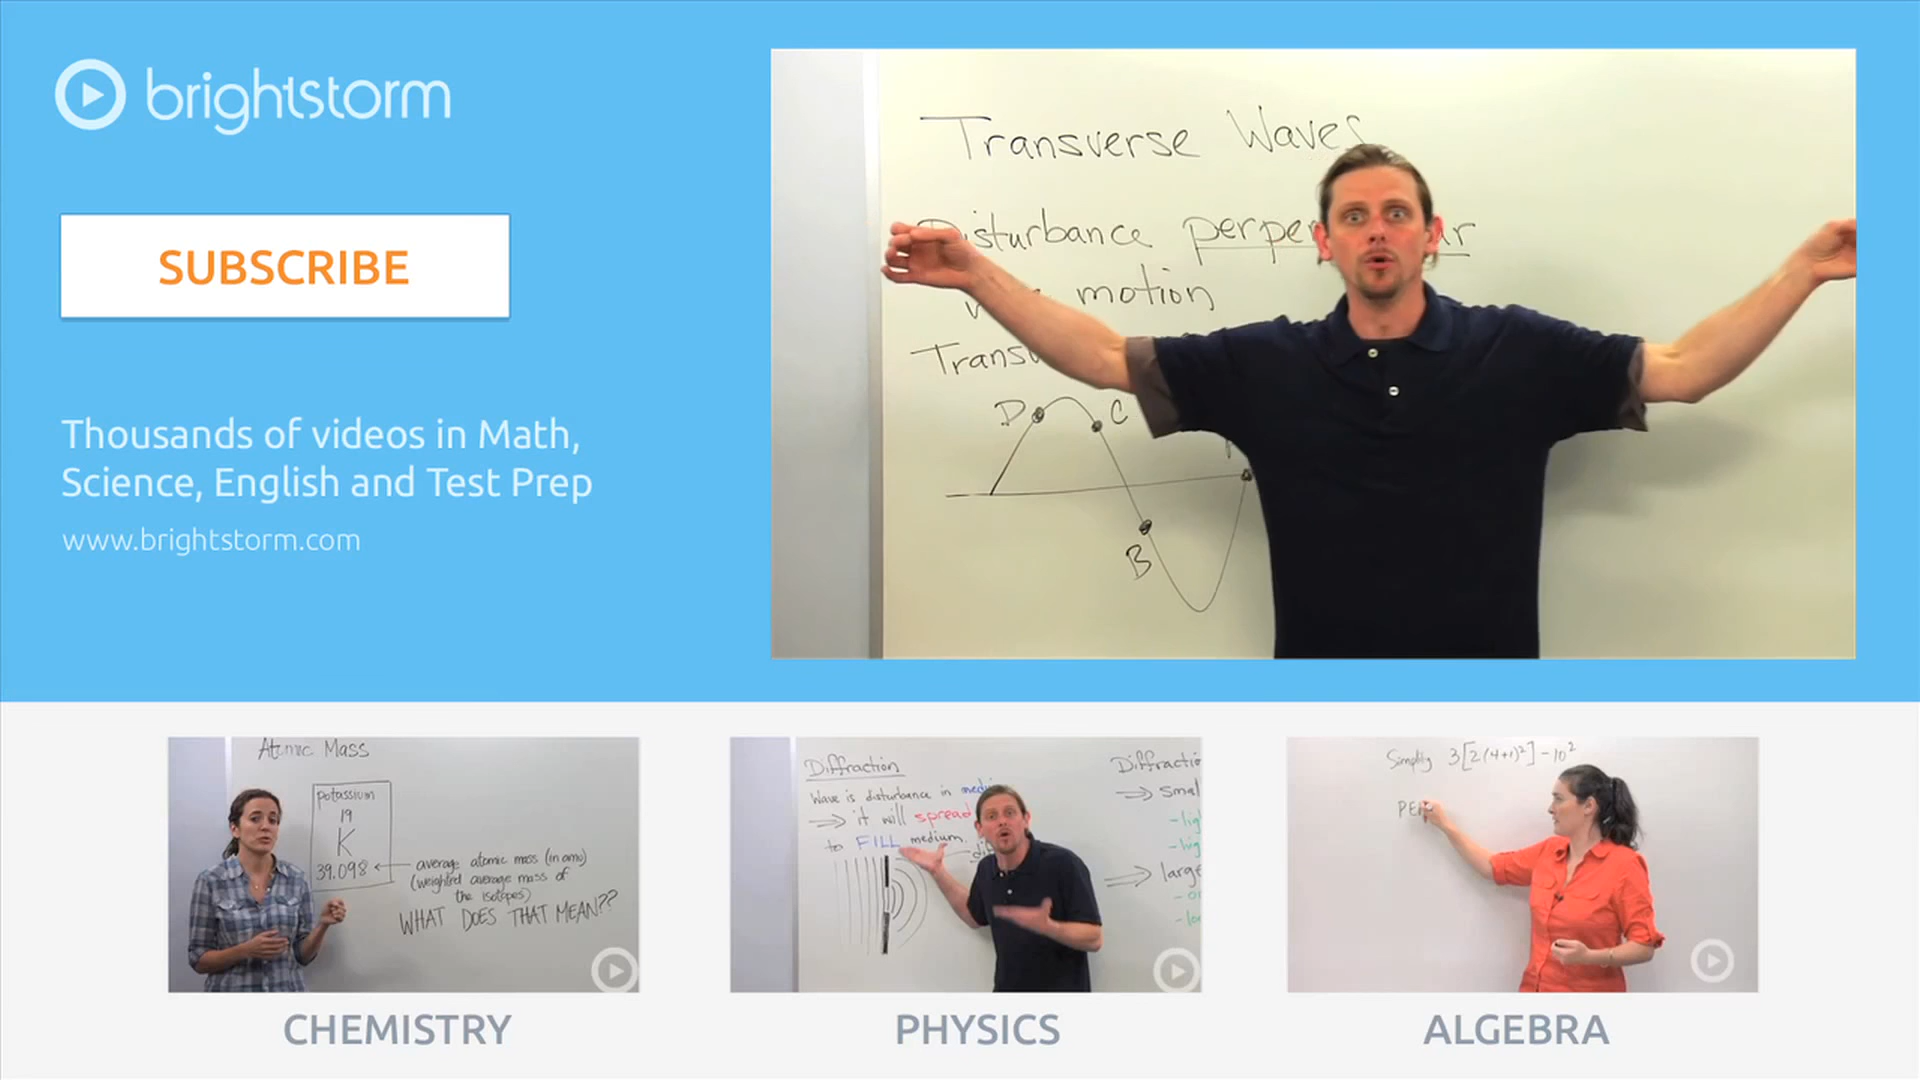 brightstorm
SUBSCRIBE
Thousands of videos in Math,
Science, English and Test Prep
www.brightstorm.com
Transverse Waves
Disturbance
motion
D
C
B
Atomic Mass
potassium
19
K
39.098
average atomic mass (in amu)
(weighted average mass of
the isotopes)
WHAT DOES THAT MEAN??
CHEMISTRY
Diffraction
Wave is disturbance in
it will spread
to FILL medium.
PHYSICS
Simplify 3[2(4+1)²]-10²
ALGEBRA